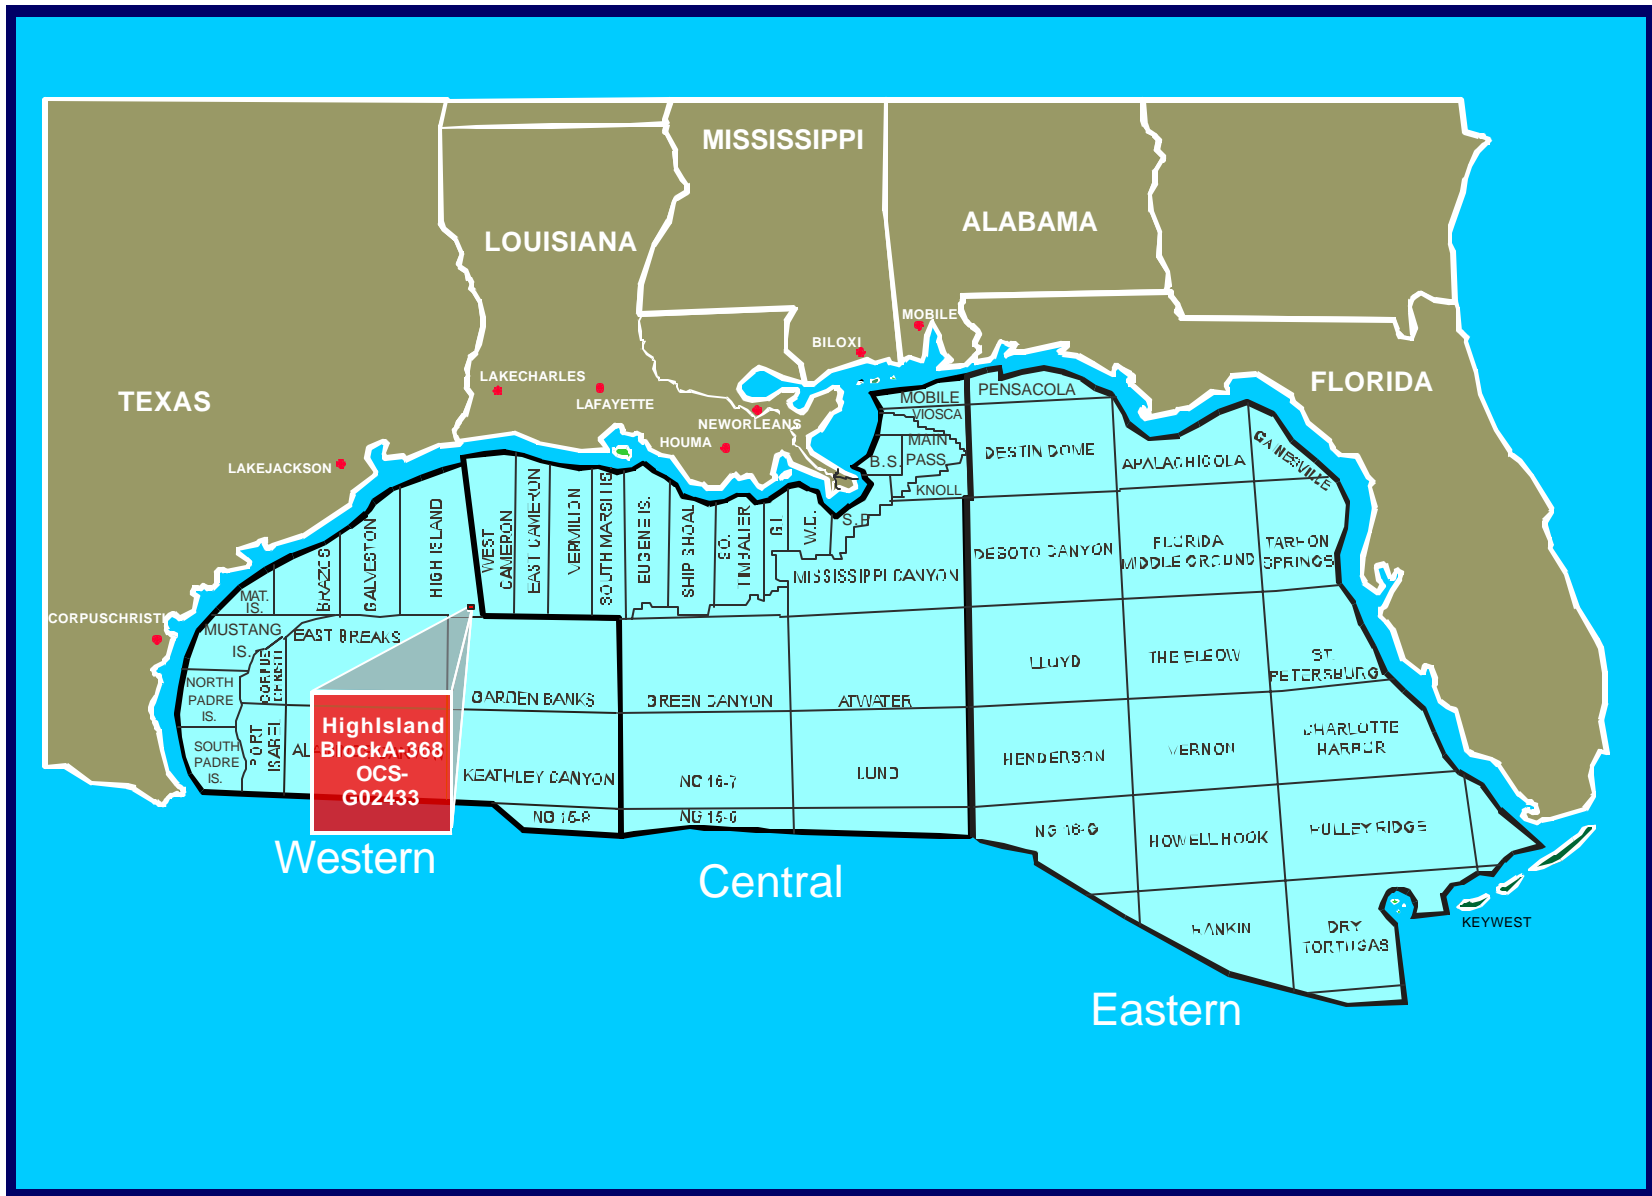 MISSISSIPPI
ALABAMA
LOUISIANA
MOBILE
BILOXI
LAKECHARLES
LAFAYETTE
NEWORLEANS
HOUMA
TEXAS
FLORIDA
LAKEJACKSON
CORPUSCHRISTI
PENSACOLA
MOBILE
VIOSCA
MAIN
PASS
B.S.
KNOLL
DESTIN DOME
APALACHICOLA
GAINESVILLE
HIGH ISLAND
GALVESTON
BRAZOS
MAT.
IS.
WEST
CAMERON
EAST CAMERON
VERMILION
SOUTH MARSH IS
EUGENE IS.
SHIP SHOAL
SO.
TIMBALIER
G.I.
W.D.
S.P
MISSISSIPPI CANYON
DESOTO CANYON
FLORIDA
MIDDLE GROUND
TARPON
SPRINGS
MUSTANG
IS.
EAST BREAKS
CORPUS
CHRISTI
NORTH
PADRE
IS.
SOUTH
PADRE
IS.
PORT
ISABEL
GARDEN BANKS
GREEN CANYON
ATWATER
LLOYD
THE ELBOW
ST.
PETERSBURG
HighIsland
BlockA-368
OCS-
G02433
KEATHLEY CANYON
NG 16-7
LUND
HENDERSON
VERNON
CHARLOTTE
HARBOR
NG 15-8
NG 15-6
NG 16-9
HOWELL HOOK
PULLEY RIDGE
RANKIN
DRY
TORTUGAS
KEYWEST
Western
Central
Eastern